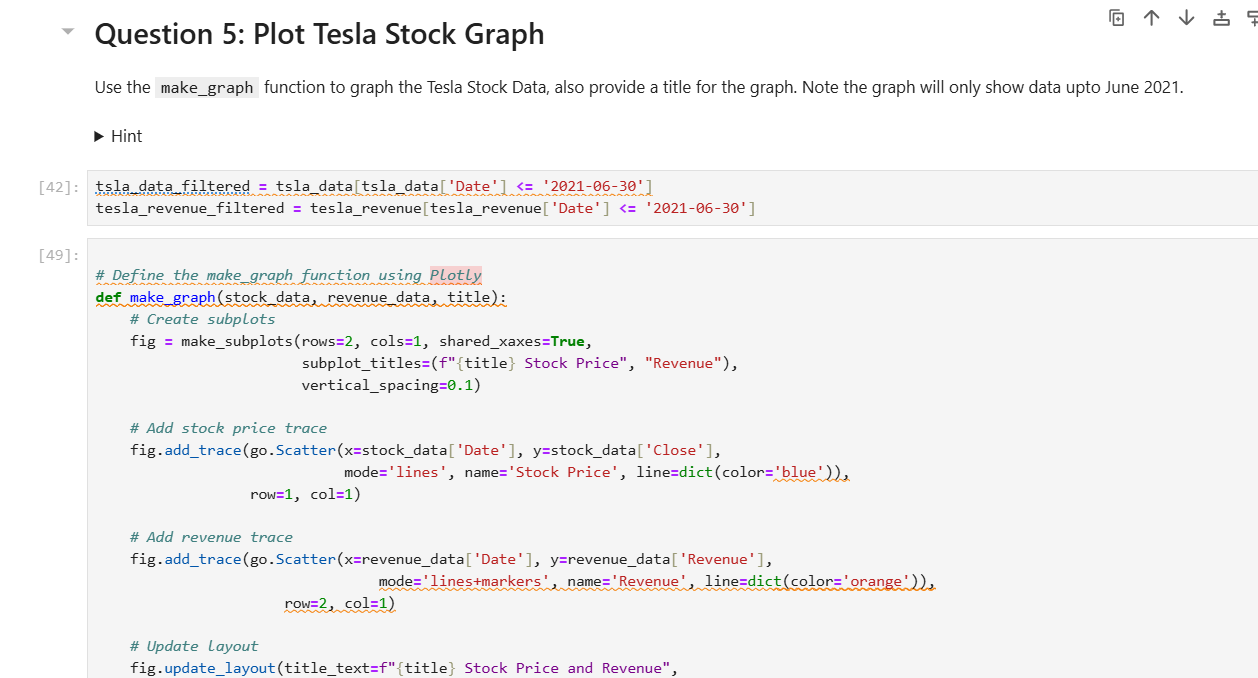 Question 5: Plot Tesla Stock Graph
Use the make_graph function to graph the Tesla Stock Data, also provide a title for the graph. Note the graph will only show data upto June 2021.
Hint
[42]:
tsla_data_filtered = tsla_data[tsla_data['Date'] <= '2021-06-30']
tesla_revenue_filtered = tesla_revenue[tesla_revenue['Date'] <= '2021-06-30']
[49]:
# Define the make_graph function using Plotly
def make_graph(stock_data, revenue_data, title):
    # Create subplots
    fig = make_subplots(rows=2, cols=1, shared_xaxes=True,
                        subplot_titles=(f"{title} Stock Price", "Revenue"),
                        vertical_spacing=0.1)
    # Add stock price trace
    fig.add_trace(go.Scatter(x=stock_data['Date'], y=stock_data['Close'],
                             mode='lines', name='Stock Price', line=dict(color='blue')),
                  row=1, col=1)
    # Add revenue trace
    fig.add_trace(go.Scatter(x=revenue_data['Date'], y=revenue_data['Revenue'],
                                 mode='lines+markers', name='Revenue', line=dict(color='orange')),
                      row=2, col=1)
    # Update layout
    fig.update_layout(title_text=f"{title} Stock Price and Revenue",